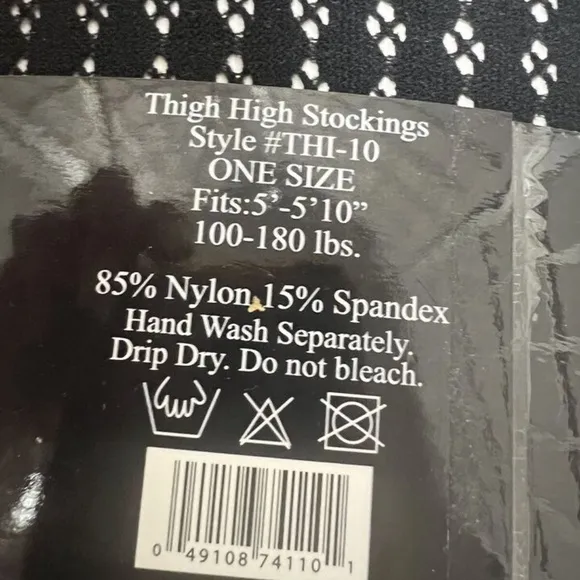 Thigh High Stockings
Style #THI-10
ONE SIZE
Fits:5’-5’10”
100-180 lbs.
85% Nylon, 15% Spandex
Hand Wash Separately.
Drip Dry. Do not bleach.
0 49108 74110 1